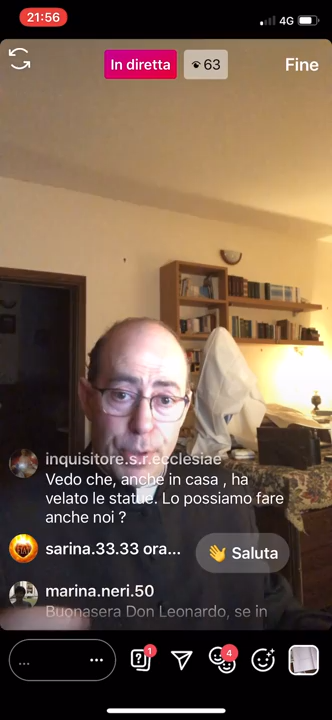 21:56
4G
In diretta
63
Fine
inquisitore.s.r.ecclesiae
Vedo che, anche in casa , ha
velato le statue. Lo possiamo fare
anche noi ?
sarina.33.33 ora...
👋 Saluta
marina.neri.50
Buonasera Don Leonardo, se in
...
1
4